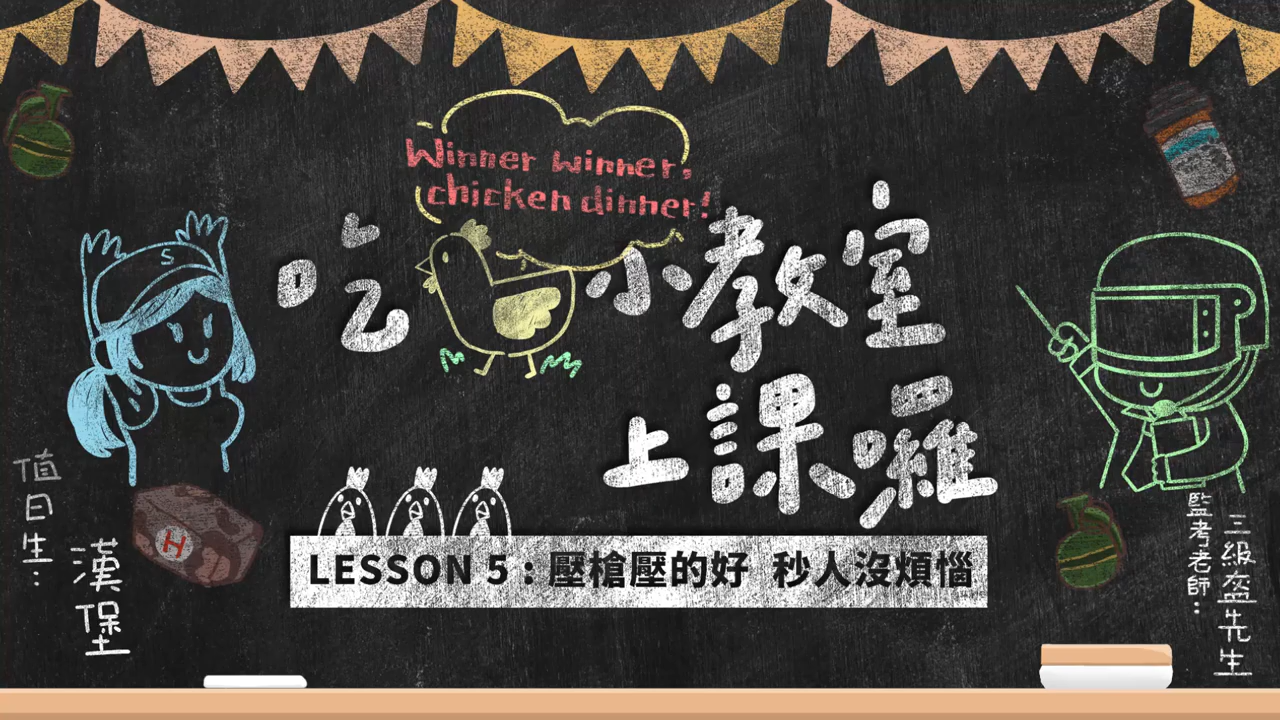 Winner winner,
chicken dinner!
吃 小教室
上課囉
LESSON 5 : 壓槍壓的好 秒人沒煩惱
S
H
值日生：
漢堡
監考老師：
三級盔先生